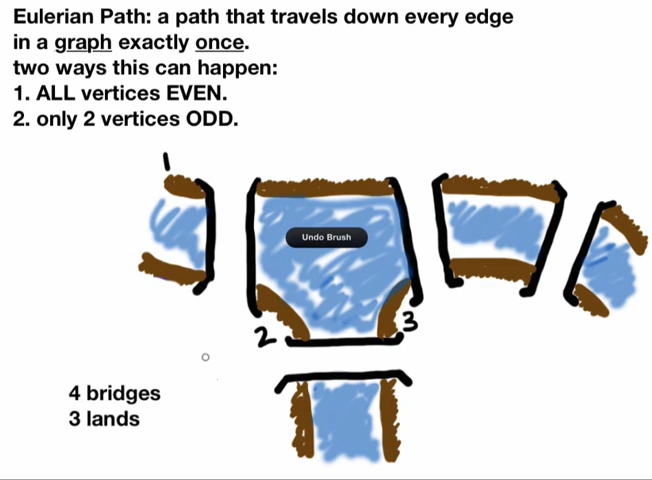 Eulerian Path: a path that travels down every edge
in a graph exactly once.
two ways this can happen:
1. ALL vertices EVEN.
2. only 2 vertices ODD.
1
Undo Brush
2
3
4 bridges
3 lands